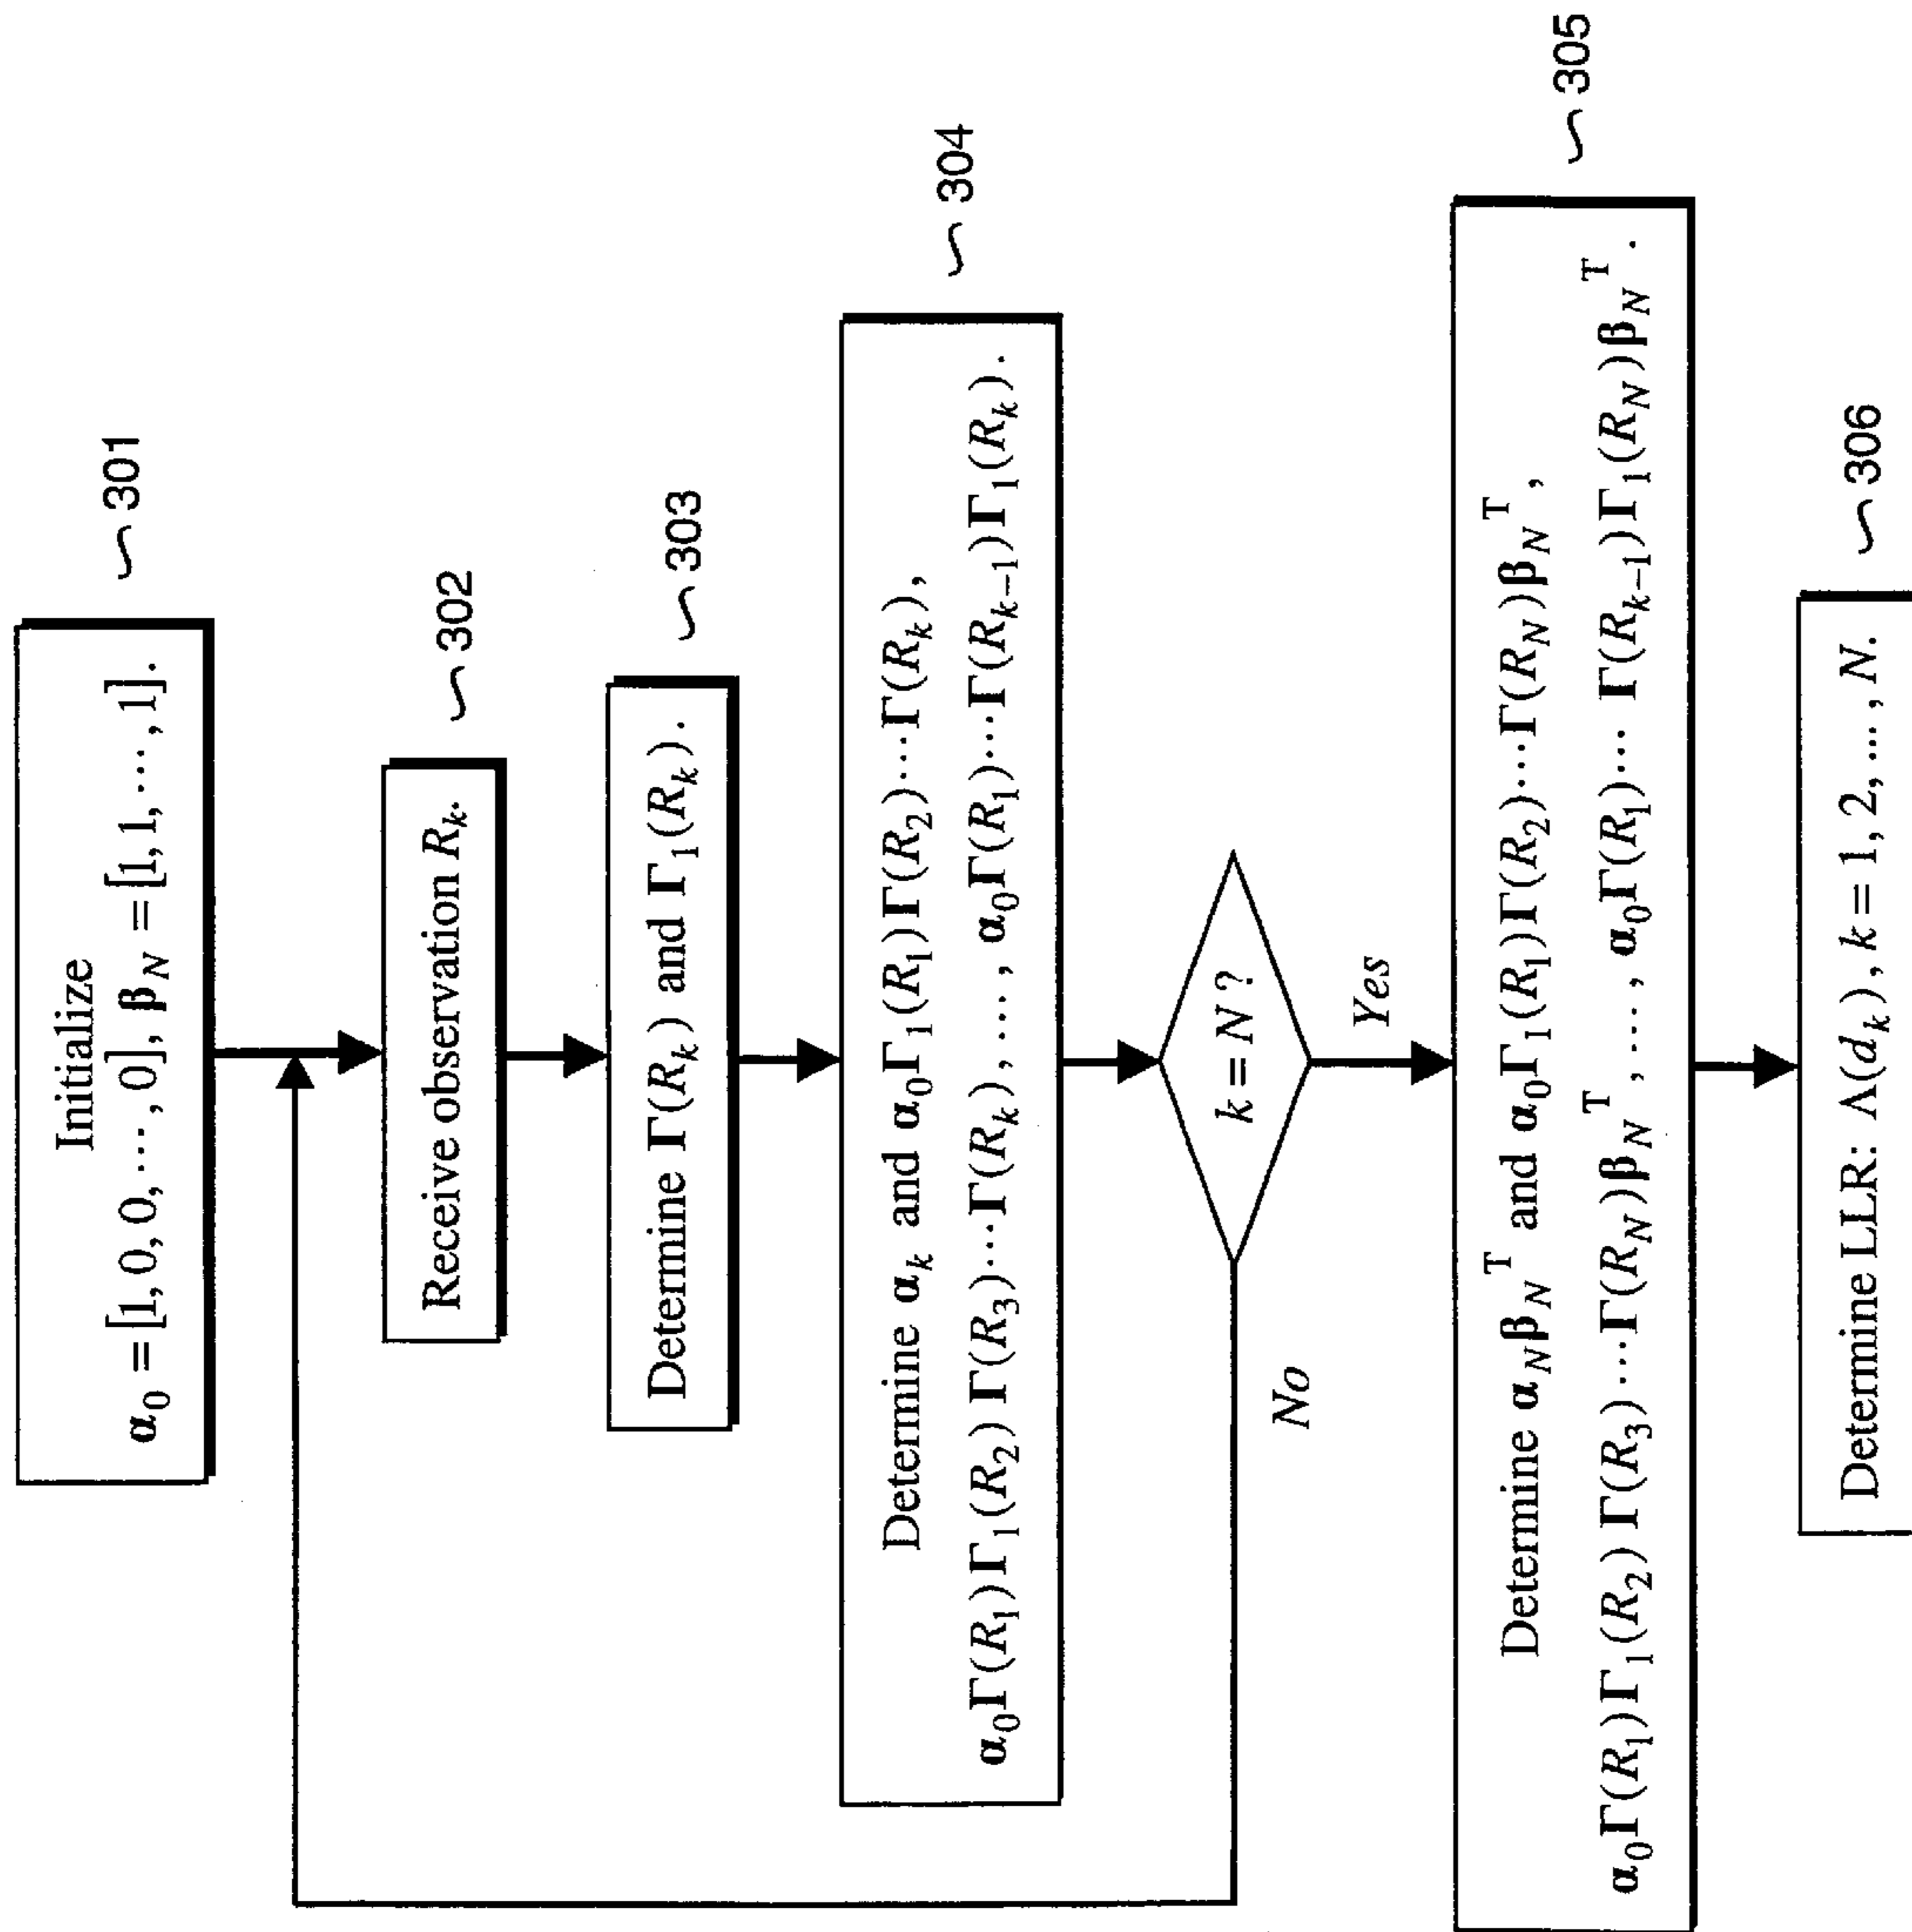 Initialize
α₀ = [1, 0, 0, ⋯, 0], β_N = [1, 1, ⋯, 1].
301
Receive observation R_k.
302
Determine Γ(R_k) and Γ₁(R_k).
303
Determine α_k and α₀Γ₁(R₁)Γ(R₂)⋯Γ(R_k),
α₀Γ(R₁)Γ₁(R₂)Γ(R₃)⋯Γ(R_k), …, α₀Γ(R₁)⋯Γ(R_{k−1})Γ₁(R_k).
304
k = N ?
No
Yes
Determine α_N β_N^T and α₀Γ₁(R₁)Γ(R₂)⋯Γ(R_N)β_N^T,
α₀Γ(R₁)Γ₁(R₂)Γ(R₃)⋯Γ(R_N)β_N^T, …, α₀Γ(R₁)⋯ Γ(R_{k−1})Γ₁(R_N)β_N^T.
305
Determine LLR: Λ(d_k), k = 1, 2, …, N.
306